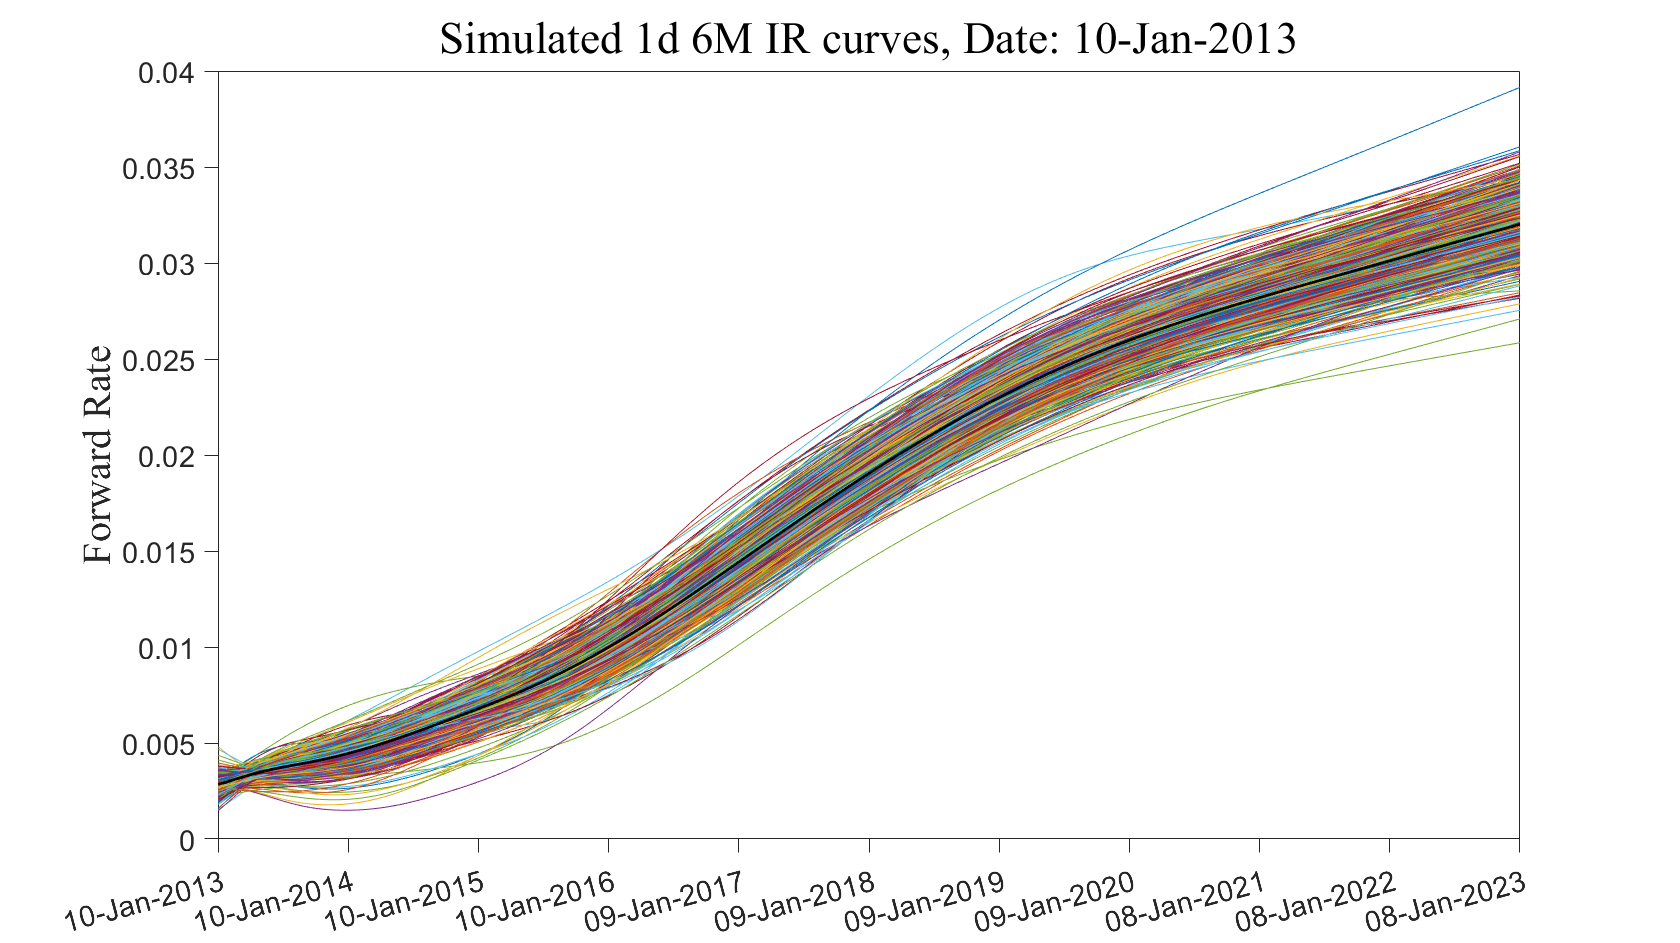 Simulated 1d 6M IR curves, Date: 10-Jan-2013
0.04
0.035
0.03
0.025
0.02
0.015
0.01
0.005
0
Forward Rate
10-Jan-2013
10-Jan-2014
10-Jan-2015
10-Jan-2016
09-Jan-2017
09-Jan-2018
09-Jan-2019
09-Jan-2020
08-Jan-2021
08-Jan-2022
08-Jan-2023